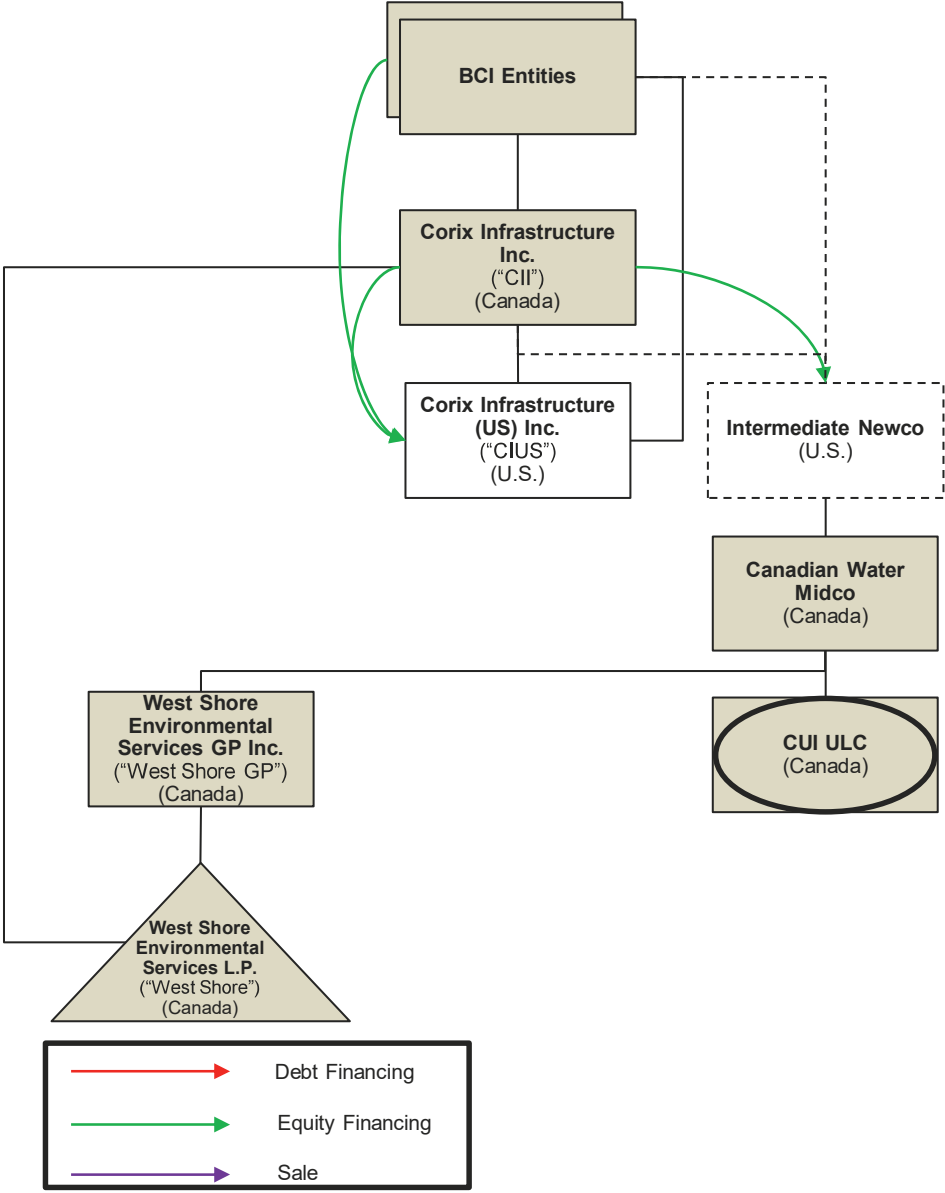 BCI Entities
Corix Infrastructure
Inc.
("CII")
(Canada)
Corix Infrastructure
(US) Inc.
("CIUS")
(U.S.)
Intermediate Newco
(U.S.)
Canadian Water
Midco
(Canada)
West Shore
Environmental
Services GP Inc.
("West Shore GP")
(Canada)
CUI ULC
(Canada)
West Shore
Environmental
Services L.P.
("West Shore")
(Canada)
Debt Financing
Equity Financing
Sale